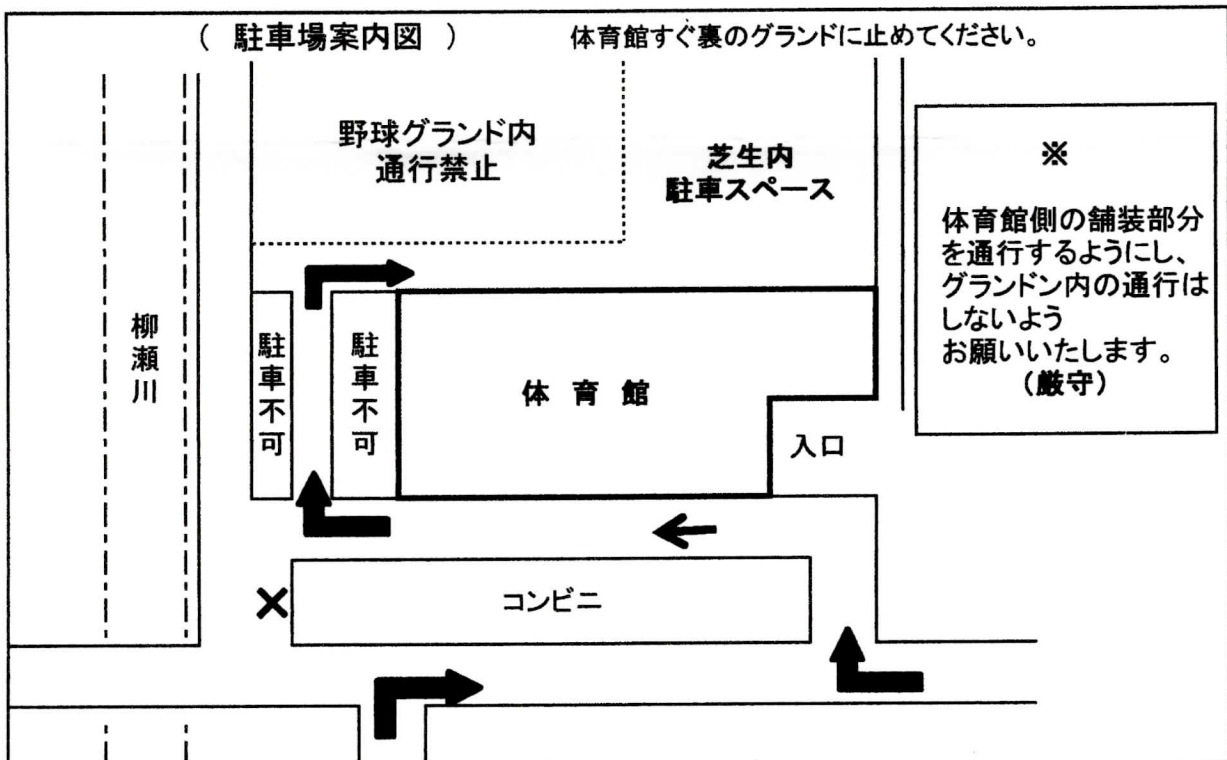 （ 駐車場案内図 ）
体育館すぐ裏のグランドに止めてください。
野球グランド内
通行禁止
芝生内
駐車スペース
※
体育館側の舗装部分
を通行するようにし、
グランドン内の通行は
しないよう
お願いいたします。
（厳守）
柳瀬川
駐車不可
駐車不可
体 育 館
入口
×
コンビニ